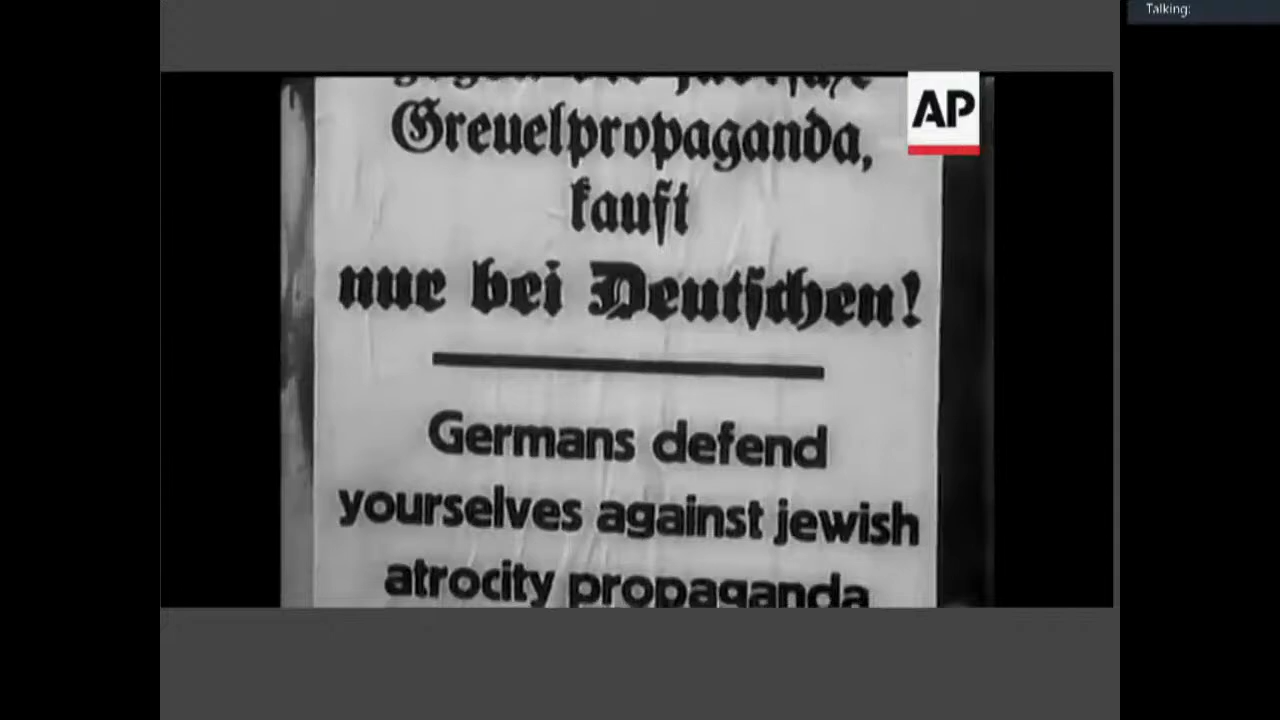 Talking:
AP
Greuelpropaganda,
kauft
nur bei Deutschen!
Germans defend
yourselves against jewish
atrocity propaganda